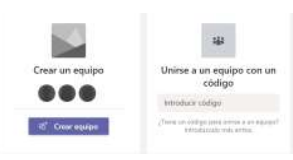 Crear un equipo
Crear equipo
Unirse a un equipo con un
código
Introducir código
¿Tiene un código para unirse a un equipo?
Introdúzcalo más arriba.